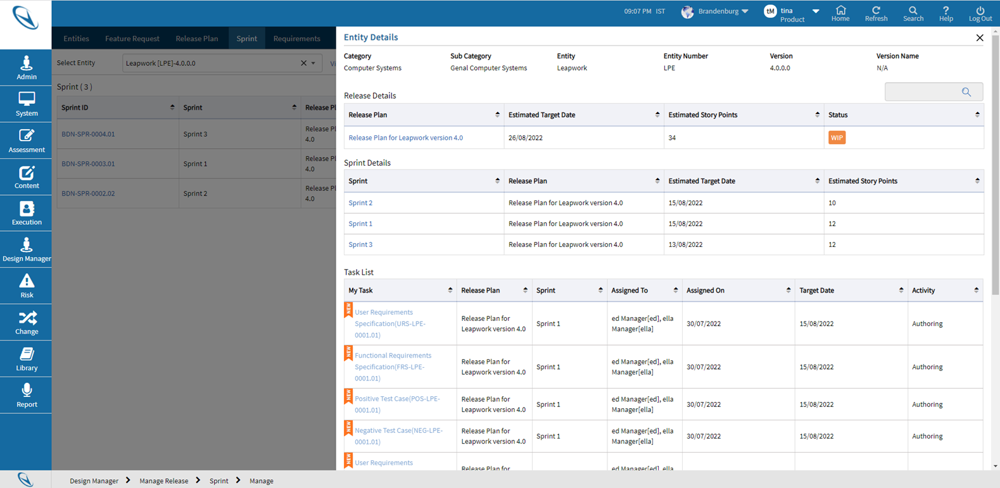 09:07 PM IST
Brandenburg
tM
tina
Product
Home
Refresh
Search
Help
Log Out
Admin
System
Assessment
Content
Execution
Design Manager
Risk
Change
Library
Report
Entities Feature Request Release Plan Sprint Requirements
Select Entity Leapwork [LPE]-4.0.0.0
Sprint ( 3 )
Sprint ID Sprint
BDN-SPR-0004.01 Sprint 3 4.0
BDN-SPR-0003.01 Sprint 1 4.0
BDN-SPR-0002.02 Sprint 2 4.0
Entity Details
Category Sub Category Entity Entity Number Version Version Name
Computer Systems Genal Computer Systems Leapwork LPE 4.0.0.0 N/A
Release Details
Release Plan Estimated Target Date Estimated Story Points Status
Release Plan for Leapwork version 4.0 26/08/2022 34 WIP
Sprint Details
Sprint Release Plan Estimated Target Date Estimated Story Points
Sprint 2 Release Plan for Leapwork version 4.0 15/08/2022 10
Sprint 1 Release Plan for Leapwork version 4.0 15/08/2022 12
Sprint 3 Release Plan for Leapwork version 4.0 13/08/2022 12
Task List
My Task Release Plan Sprint Assigned To Assigned On Target Date Activity
NEW
User Requirements
Specification(URS-LPE-
0001.01)
Release Plan for
Leapwork version 4.0
Sprint 1
ed Manager[ed], ella
Manager[ella]
30/07/2022 15/08/2022 Authoring
NEW
Functional Requirements
Specification(FRS-LPE-
0001.01)
Release Plan for
Leapwork version 4.0
Sprint 1
ed Manager[ed], ella
Manager[ella]
30/07/2022 15/08/2022 Authoring
NEW
Positive Test Case(POS-LPE-
0001.01)
Release Plan for
Leapwork version 4.0
Sprint 1
ed Manager[ed], ella
Manager[ella]
30/07/2022 15/08/2022 Authoring
NEW
Negative Test Case(NEG-LPE-
0001.01)
Release Plan for
Leapwork version 4.0
Sprint 1
ed Manager[ed], ella
Manager[ella]
30/07/2022 15/08/2022 Authoring
NEW
User Requirements
Release Plan for
ed Manager[ed], ella
Design Manager Manage Release Sprint Manage